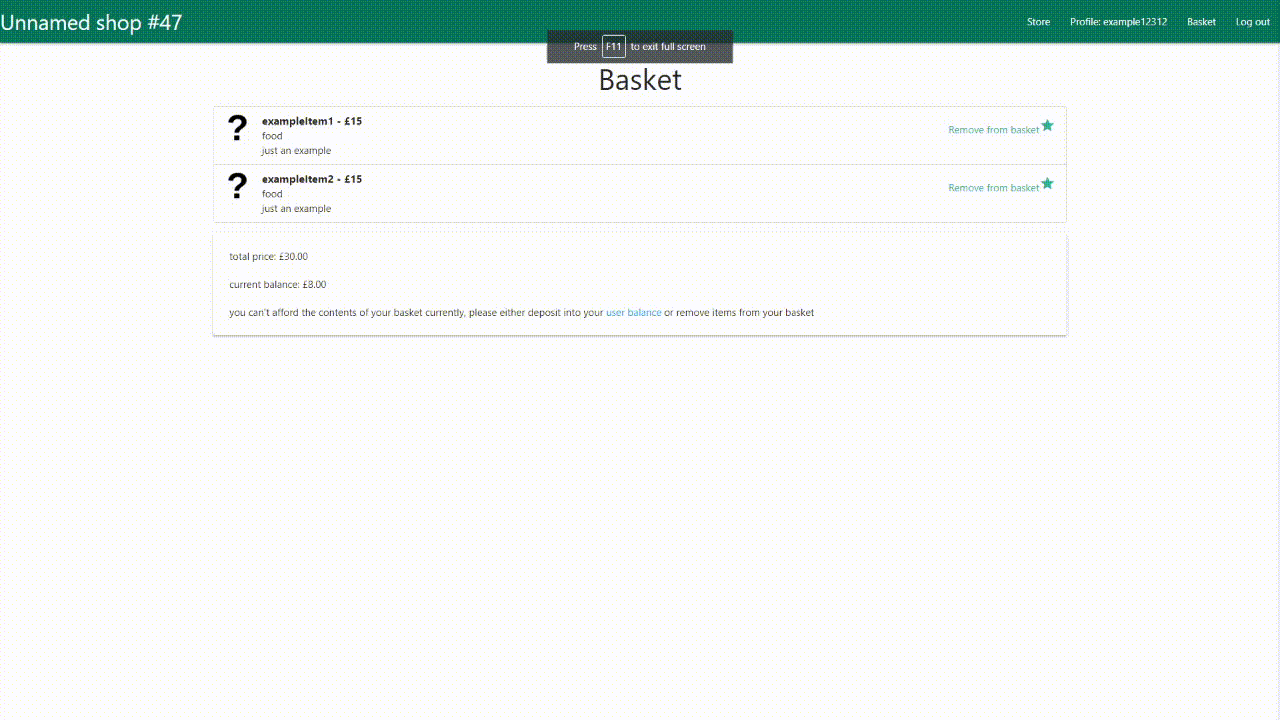 Unnamed shop #47
Store Profile: example12312 Basket Log out
Press F11 to exit full screen
Basket
?
exampleItem1 - £15
food
just an example
Remove from basket
?
exampleItem2 - £15
food
just an example
Remove from basket
total price: £30.00
current balance: £8.00
you can't afford the contents of your basket currently, please either deposit into your user balance or remove items from your basket